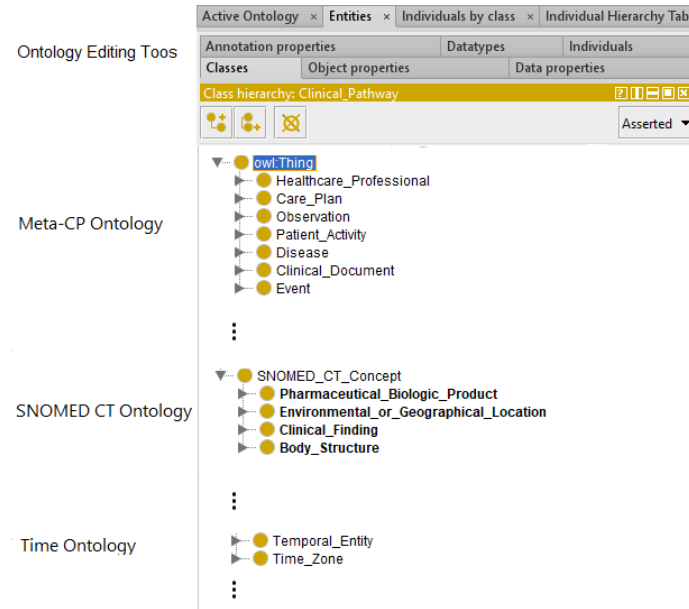 Active Ontology × Entities × Individuals by class × Individual Hierarchy Tab
Ontology Editing Toos
Annotation properties Datatypes Individuals
Classes Object properties Data properties
Class hierarchy: Clinical_Pathway
Asserted
owl:Thing
Healthcare_Professional
Care_Plan
Meta-CP Ontology
Observation
Patient_Activity
Disease
Clinical_Document
Event
SNOMED_CT_Concept
Pharmaceutical_Biologic_Product
SNOMED CT Ontology
Environmental_or_Geographical_Location
Clinical_Finding
Body_Structure
Time Ontology
Temporal_Entity
Time_Zone